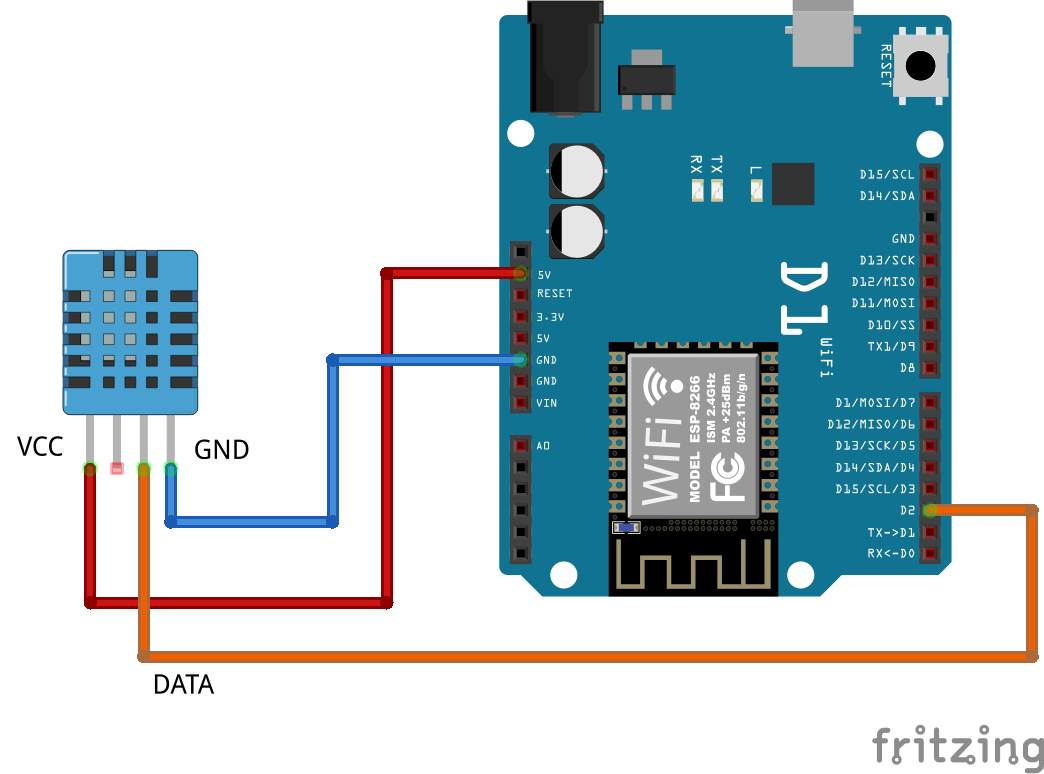 RESET
RX
TX
L
D15/SCL
D14/SDA
GND
D13/SCK
D12/MISO
D11/MOSI
D10/SS
TX1/D9
D8
5V
RESET
3.3V
5V
GND
GND
VIN
A0
D1
WiFi
D1/MOSI/D7
D12/MISO/D6
D13/SCK/D5
D14/SDA/D4
D15/SCL/D3
D2
TX->D1
RX<-D0
WiFi
MODEL ESP-8266
ISM 2.4GHz
PA +25dBm
802.11b/g/n
FC
VCC
GND
DATA
fritzing